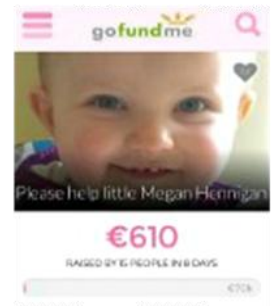 gofundme
Please help little Megan Hennigan
€610
RAISED BY 15 PEOPLE IN 8 DAYS